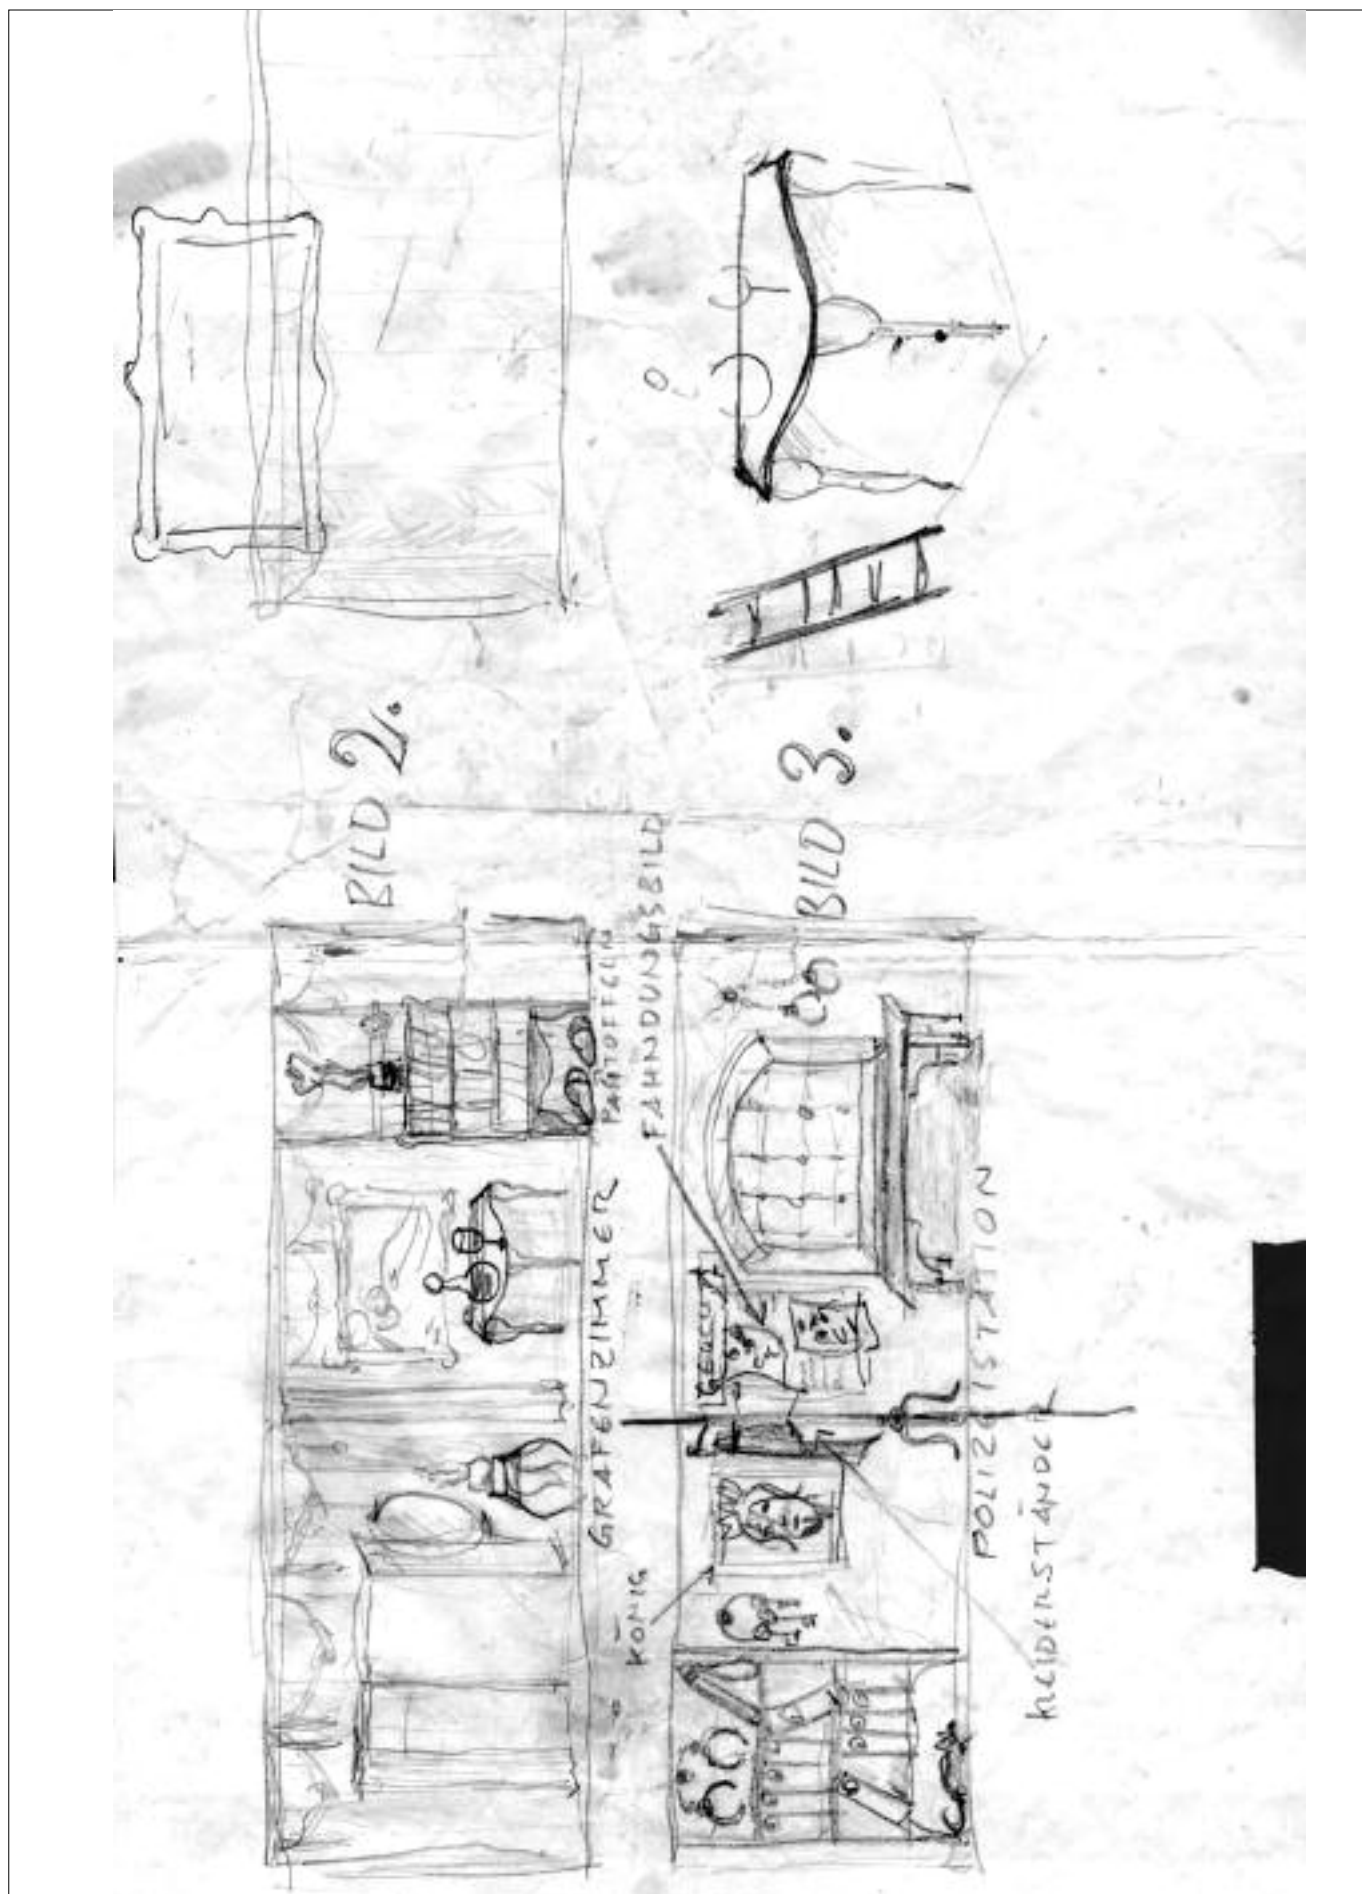 BILD 2.
GRAFENZIMMER
PANTOFFELN
KÖNIG
FAHNDUNGSBILD
BILD 3.
POLIZEISTATION
KLEIDERSTÄNDER